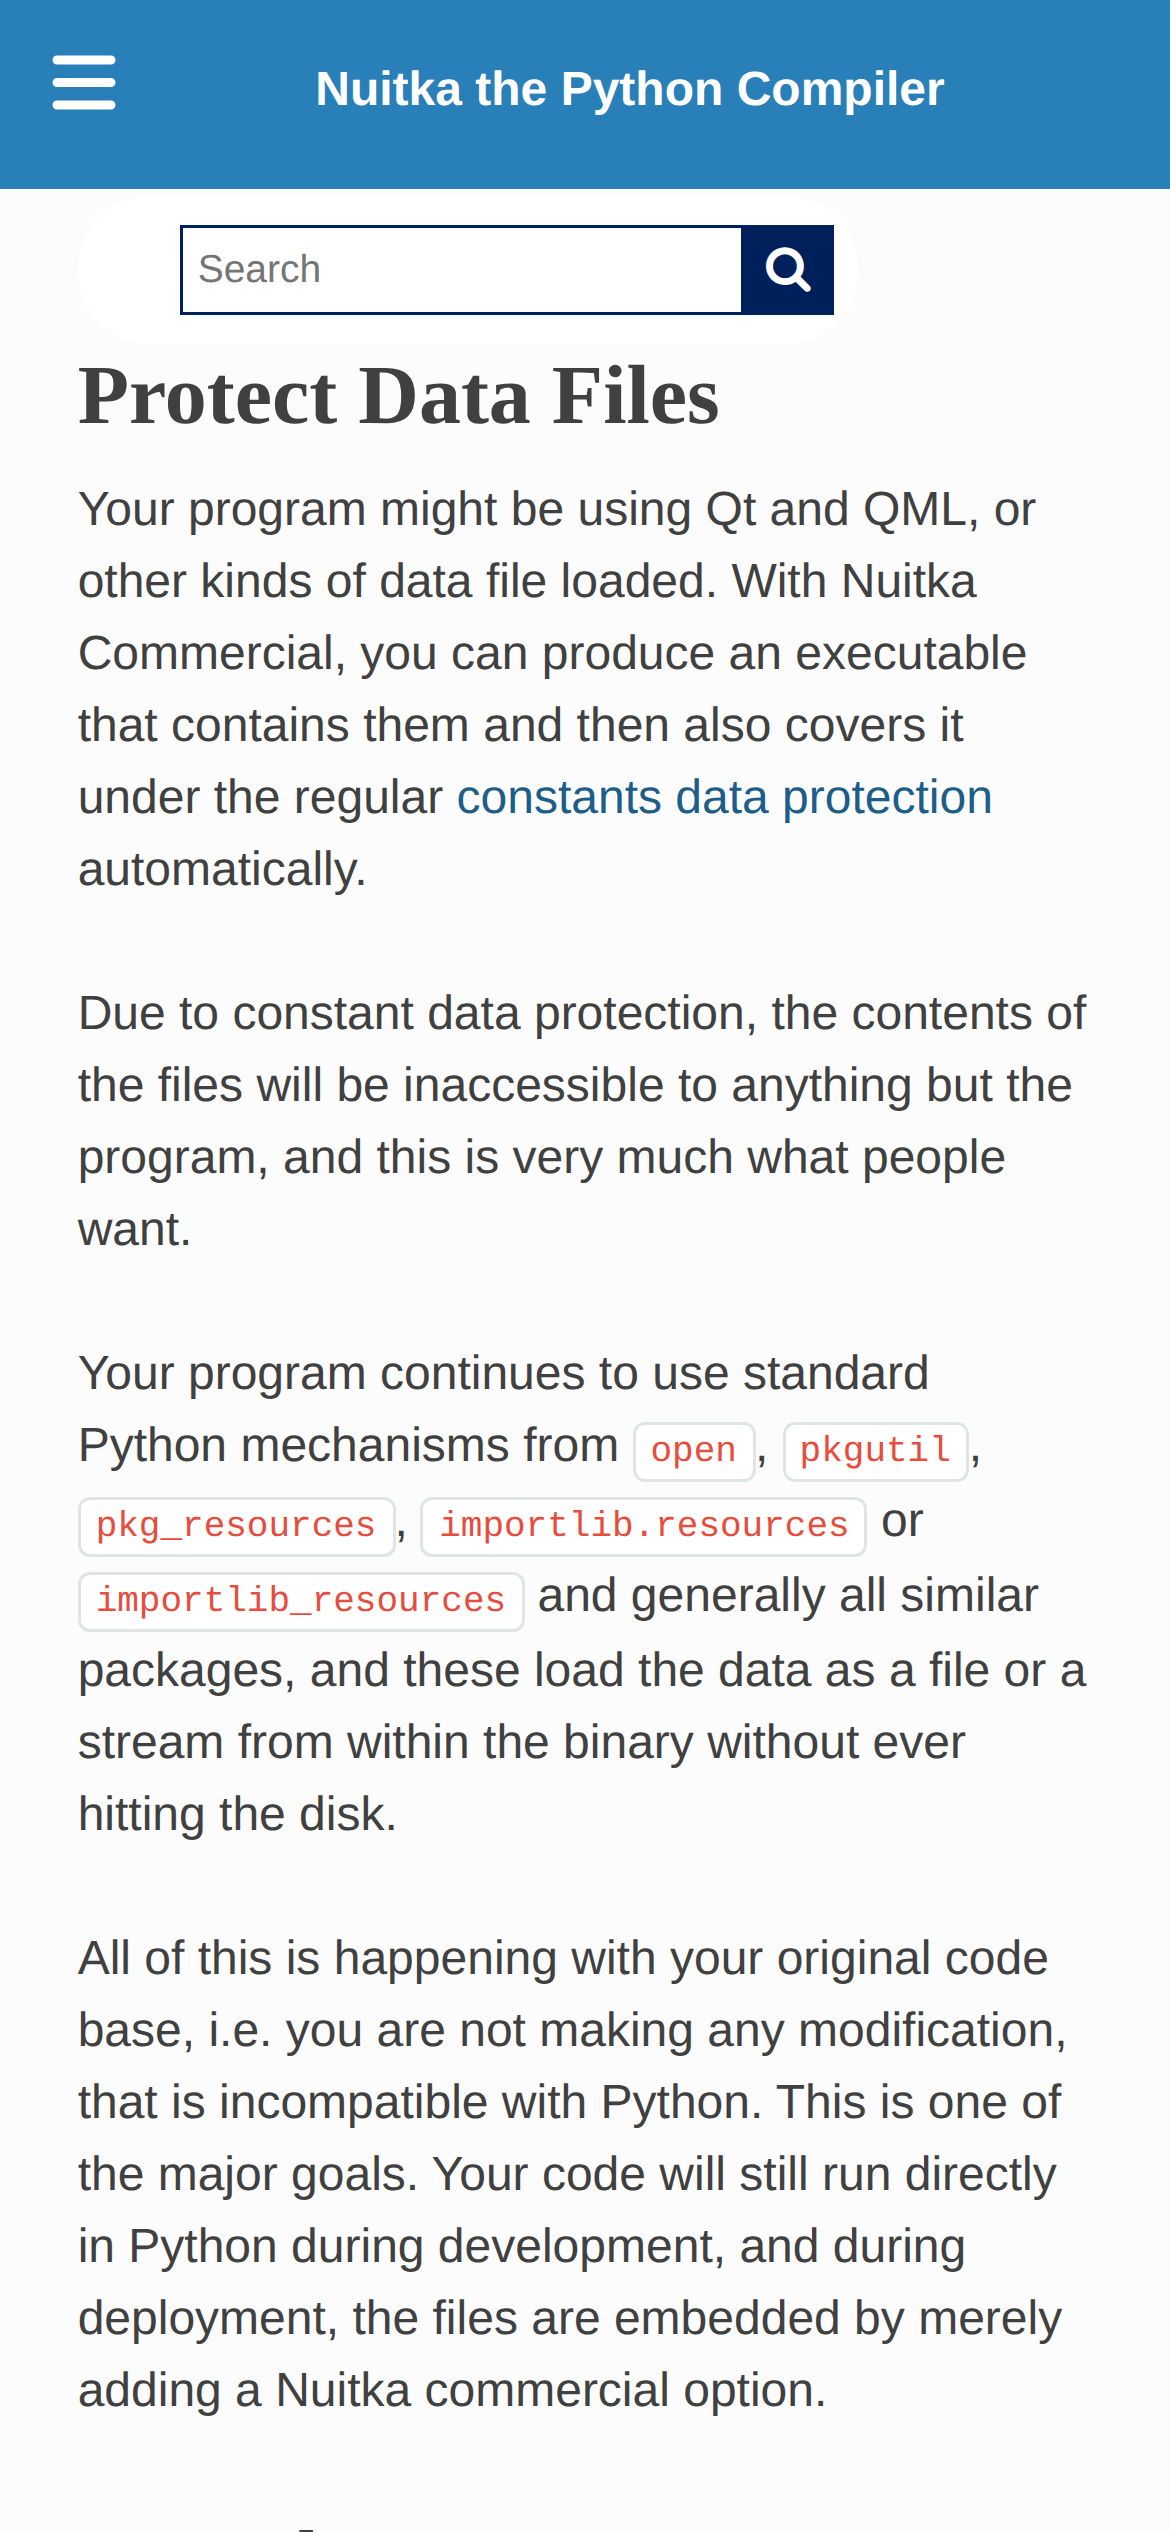 Nuitka the Python Compiler
Search
Protect Data Files
Your program might be using Qt and QML, or
other kinds of data file loaded. With Nuitka
Commercial, you can produce an executable
that contains them and then also covers it
under the regular constants data protection
automatically.
Due to constant data protection, the contents of
the files will be inaccessible to anything but the
program, and this is very much what people
want.
Your program continues to use standard
Python mechanisms from open, pkgutil,
pkg_resources, importlib.resources or
importlib_resources and generally all similar
packages, and these load the data as a file or a
stream from within the binary without ever
hitting the disk.
All of this is happening with your original code
base, i.e. you are not making any modification,
that is incompatible with Python. This is one of
the major goals. Your code will still run directly
in Python during development, and during
deployment, the files are embedded by merely
adding a Nuitka commercial option.